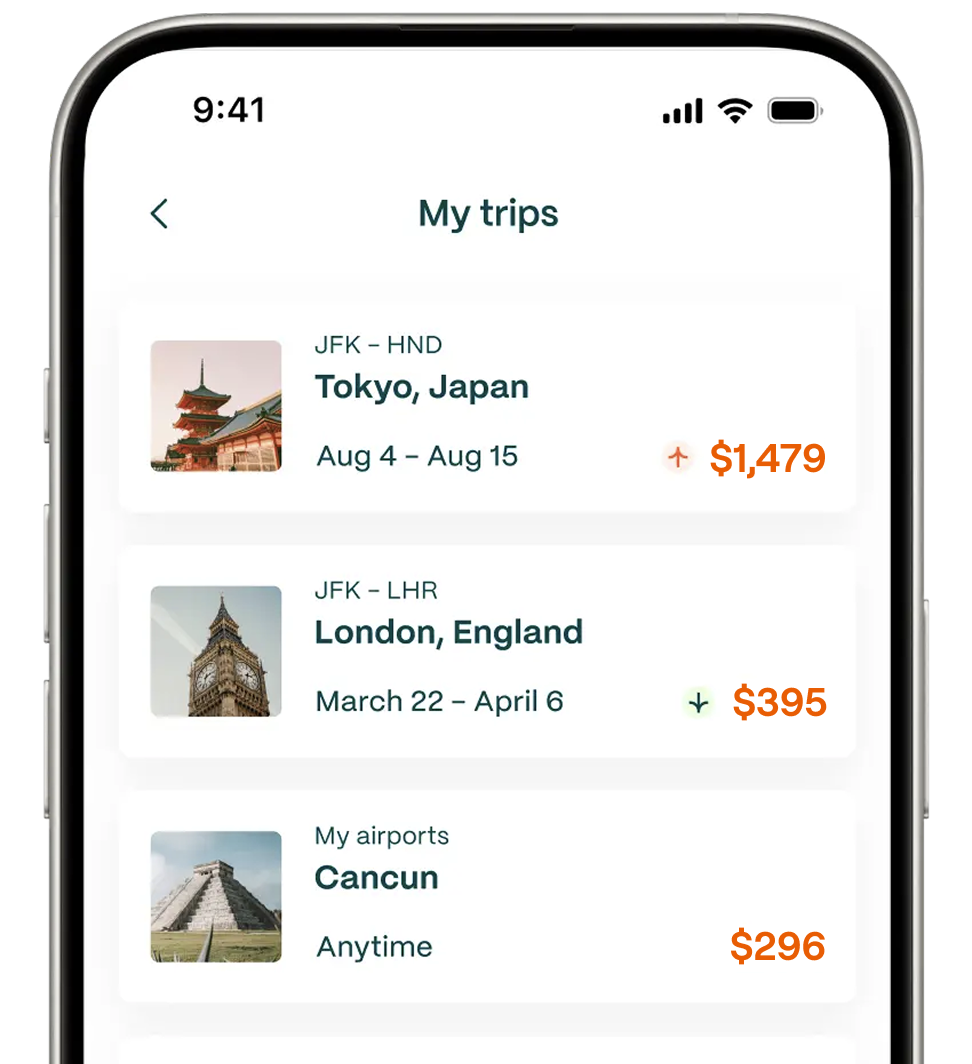 9:41
My trips
JFK – HND
Tokyo, Japan
Aug 4 – Aug 15
$1,479
JFK – LHR
London, England
March 22 – April 6
$395
My airports
Cancun
Anytime
$296